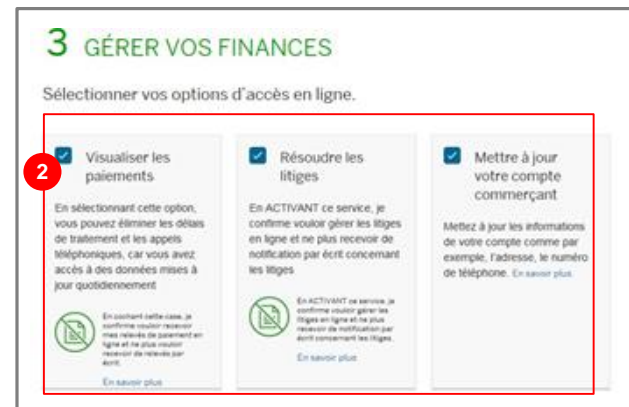 3 GÉRER VOS FINANCES
Sélectionner vos options d'accès en ligne.
2
Visualiser les
paiements
En sélectionnant cette option,
vous pouvez éliminer les délais
de traitement et les appels
téléphoniques, car vous avez
accès à des données mises à
jour quotidiennement
En cochant cette case, je
confirme vouloir recevoir
mes relevés de paiement en
ligne et ne plus vouloir
recevoir de relevés par
écrit.
En savoir plus
Résoudre les
litiges
En ACTIVANT ce service, je
confirme vouloir gérer les litiges
en ligne et ne plus recevoir de
notification par écrit concernant
les litiges
En ACTIVANT ce service, je
confirme vouloir gérer les
litiges en ligne et ne plus
recevoir de notification par
écrit concernant les litiges.
En savoir plus
Mettre à jour
votre compte
commerçant
Mettez à jour les informations
de votre compte comme par
exemple, l'adresse, le numéro
de téléphone. En savoir plus